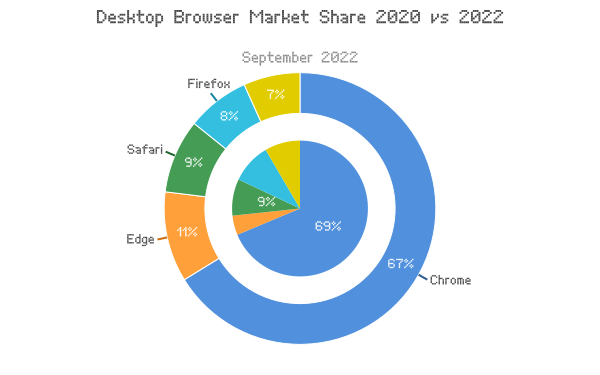 Desktop Browser Market Share 2020 vs 2022
September 2022
Firefox
7%
8%
Safari
9%
9%
69%
Edge
11%
67%
Chrome